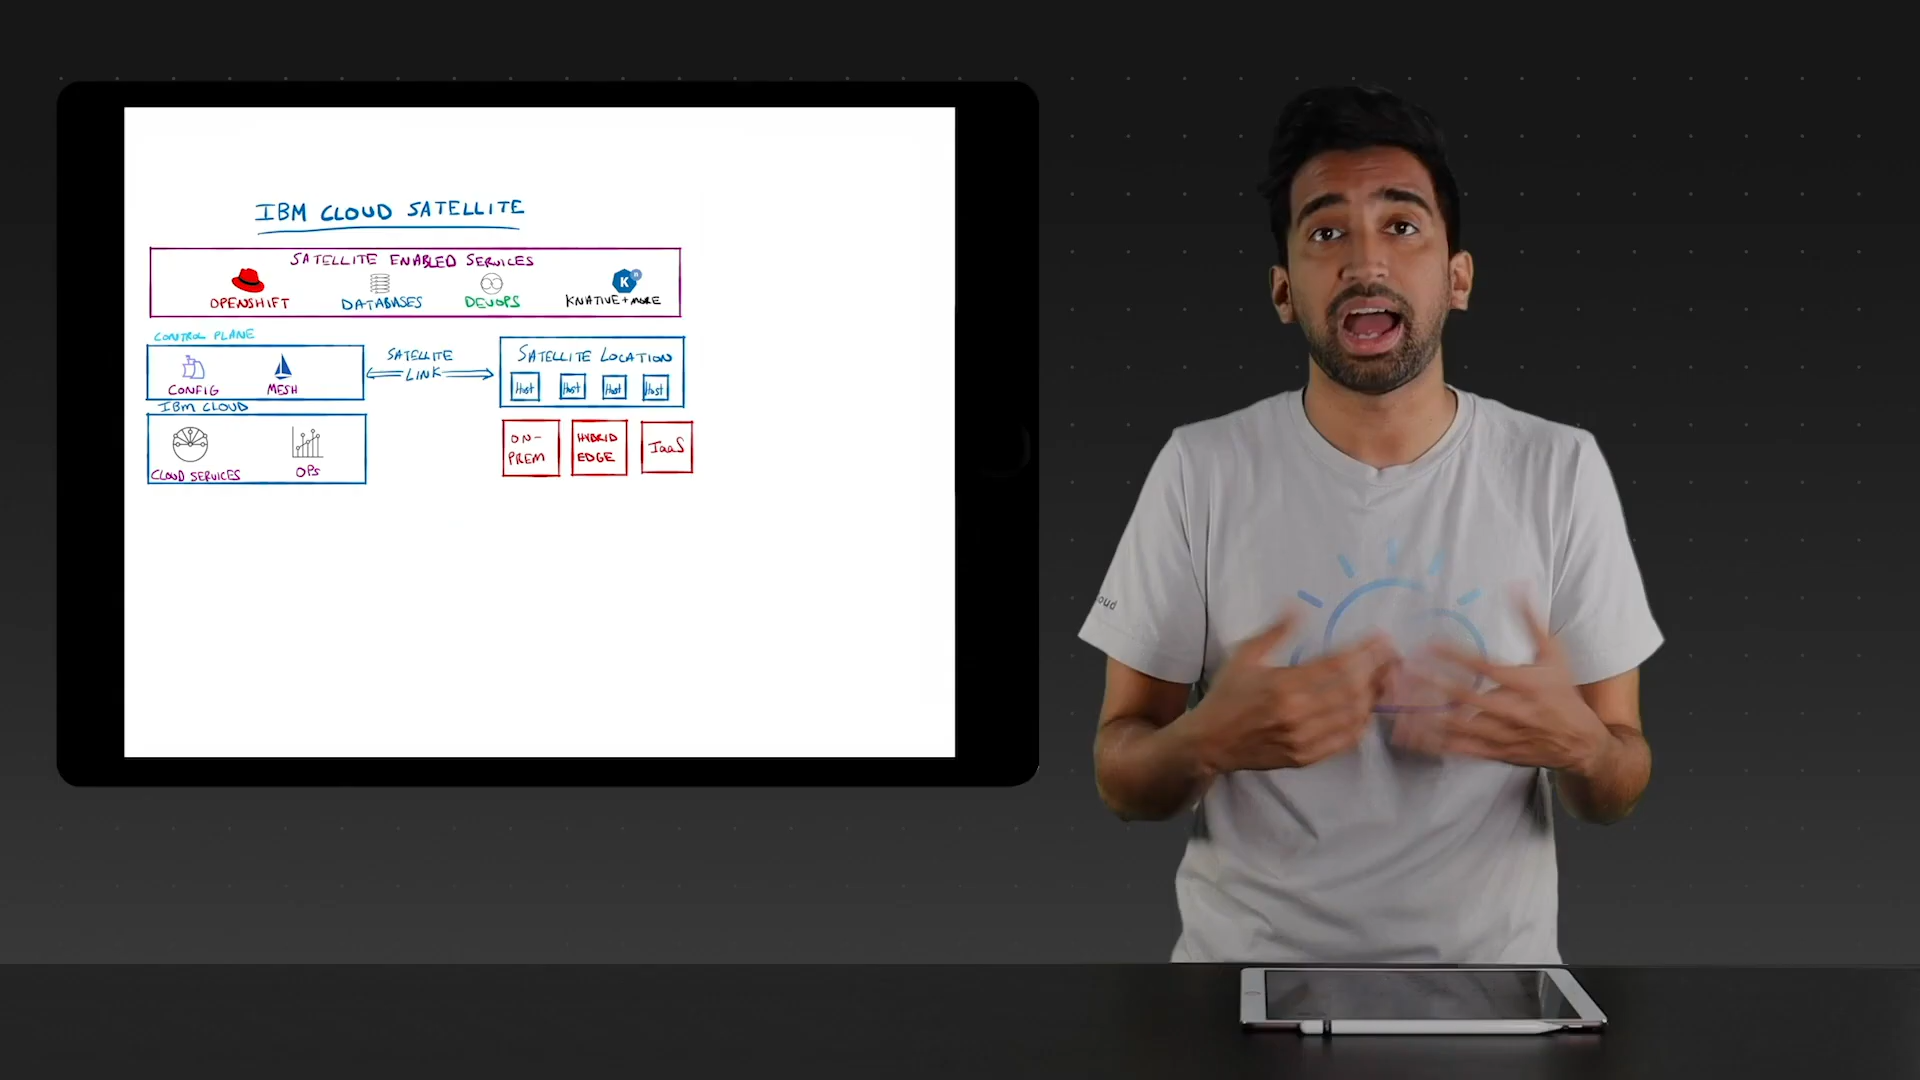 IBM CLOUD SATELLITE
SATELLITE ENABLED SERVICES
OPENSHIFT DATABASES DEVOPS K n KNATIVE + MORE
CONTROL PLANE
CONFIG MESH
SATELLITE
LINK
SATELLITE LOCATION
Host Host Host Host
IBM CLOUD
CLOUD SERVICES OPs
ON-
PREM
HYBRID
EDGE
IaaS
oud